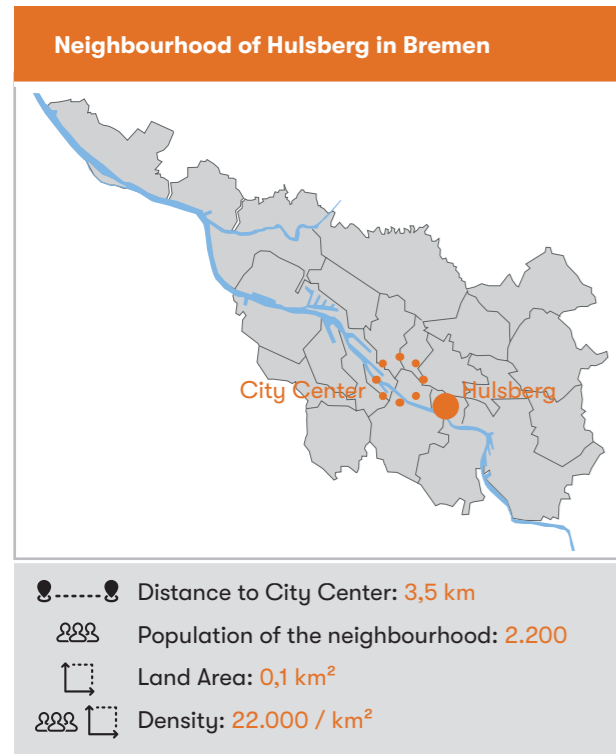 Neighbourhood of Hulsberg in Bremen
City Center
Hulsberg
Distance to City Center: 3,5 km
Population of the neighbourhood: 2.200
Land Area: 0,1 km²
Density: 22.000 / km²